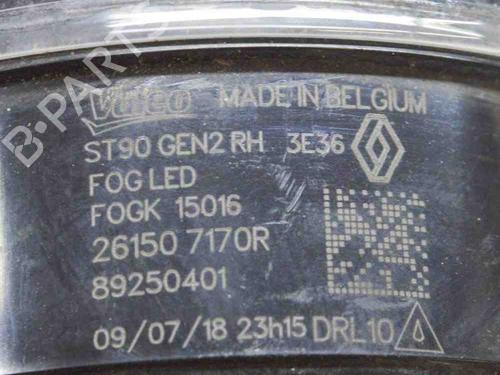 B-PARTS
Valeo MADE IN BELGIUM
ST90 GEN2 RH 3E36
FOG LED
FOGK 15016
26150 7170R
89250401
09/07/18 23h15 DRL10